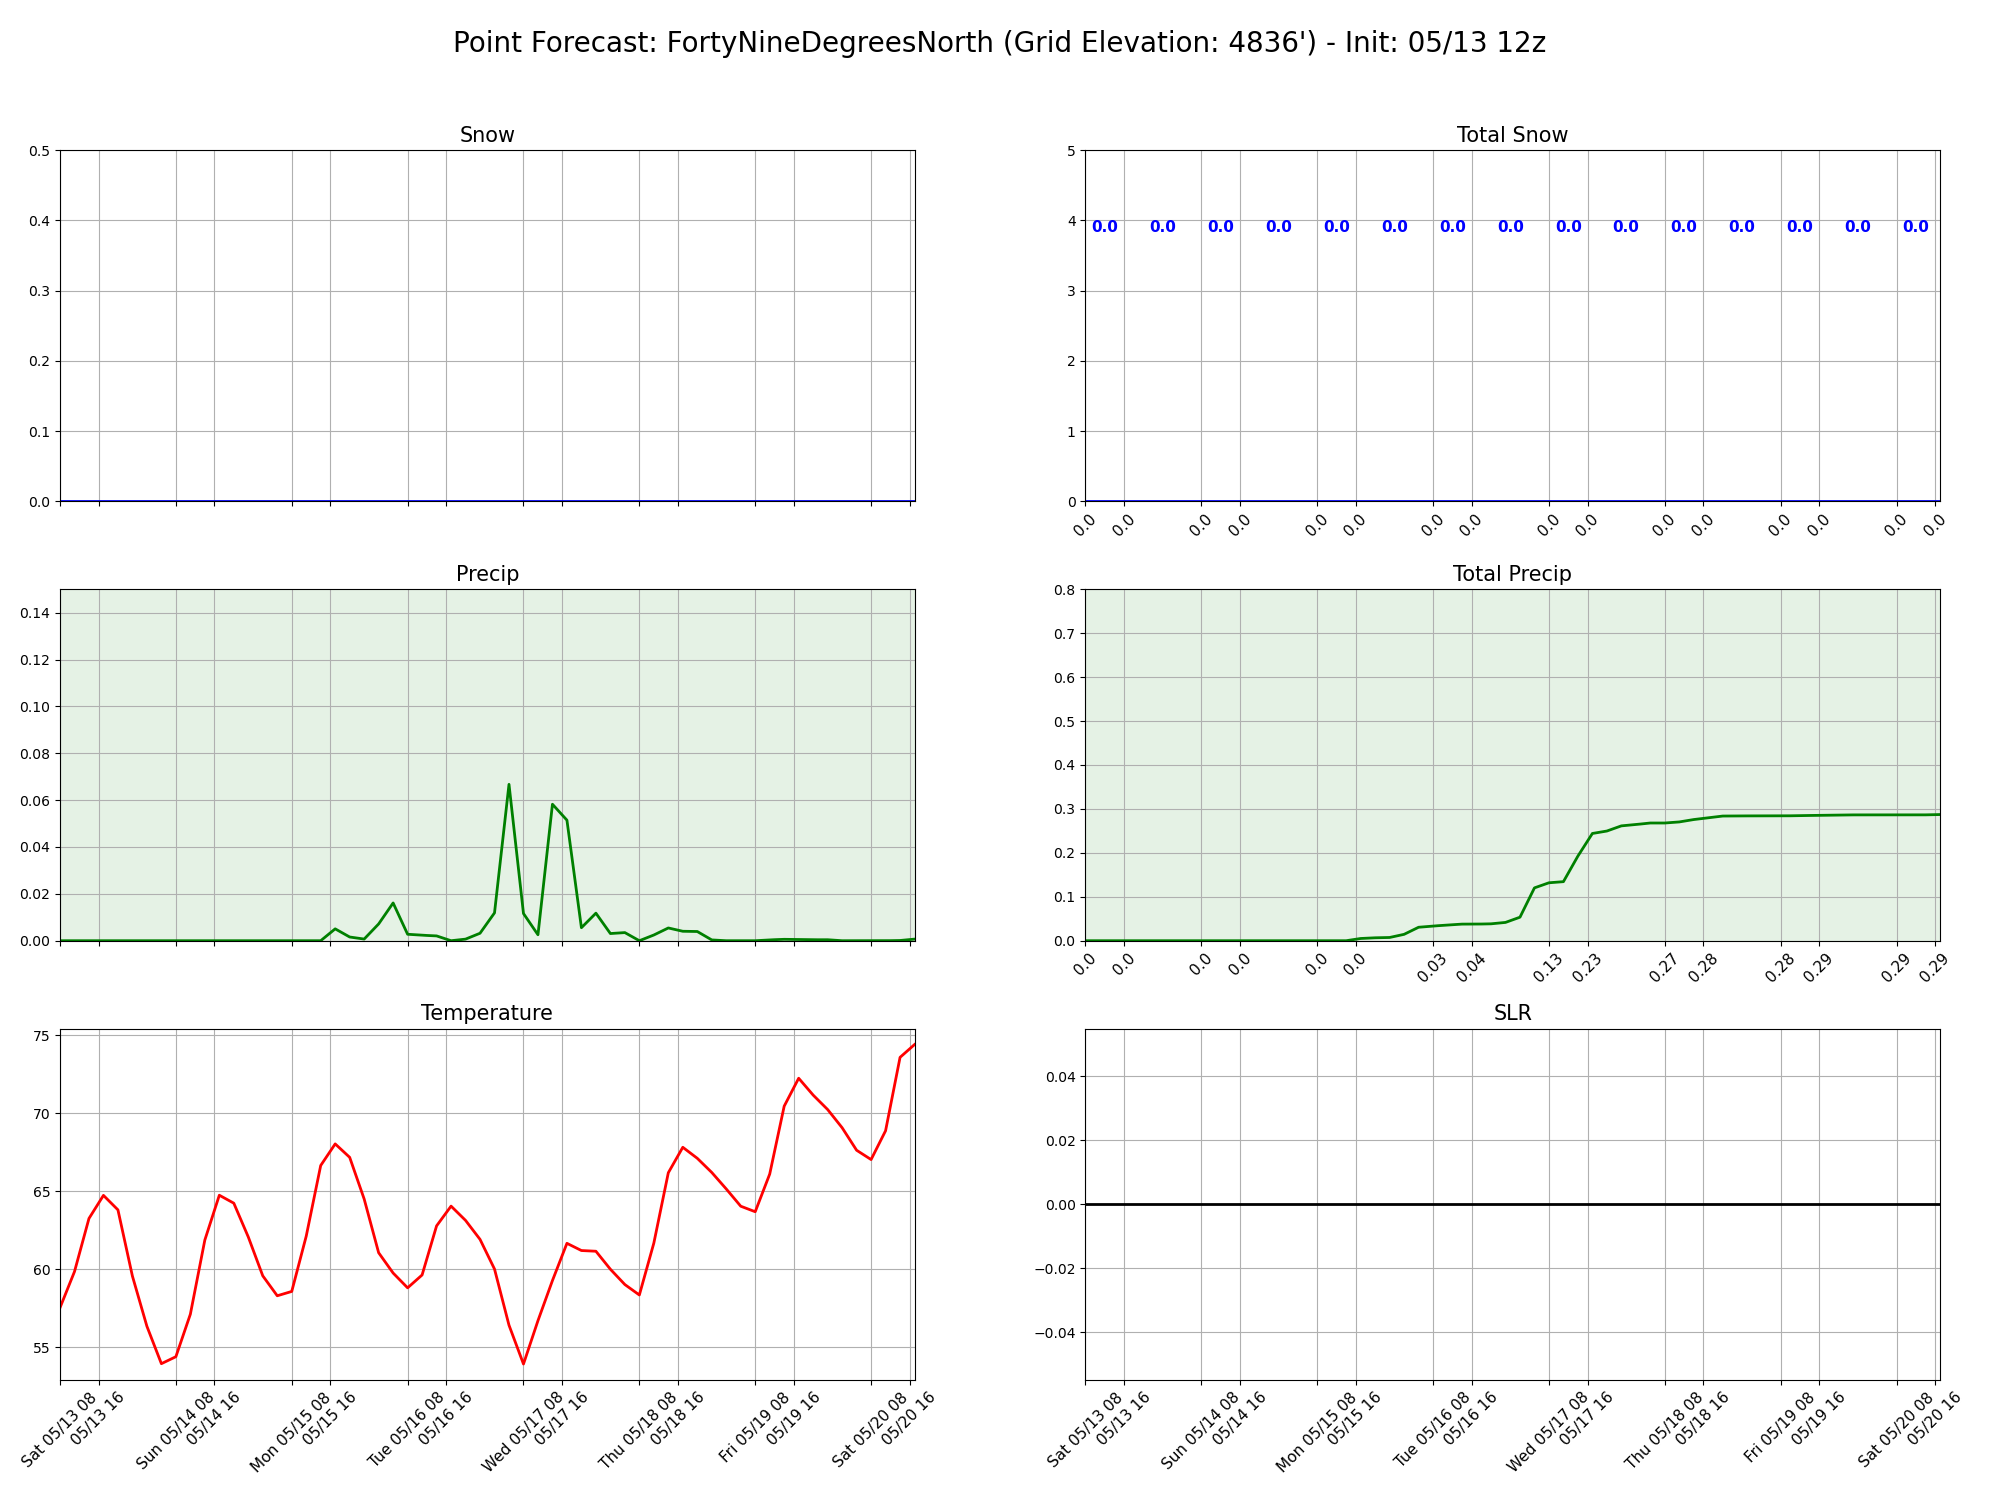 Point Forecast: FortyNineDegreesNorth (Grid Elevation: 4836') - Init: 05/13 12z
Snow
0.5
0.4
0.3
0.2
0.1
0.0
Total Snow
5
4
3
2
1
0
0.0 0.0 0.0 0.0 0.0 0.0 0.0 0.0 0.0 0.0 0.0 0.0 0.0 0.0 0.0
0.0 0.0 0.0 0.0 0.0 0.0 0.0 0.0 0.0 0.0 0.0 0.0 0.0 0.0 0.0 0.0
Precip
0.14
0.12
0.10
0.08
0.06
0.04
0.02
0.00
Total Precip
0.8
0.7
0.6
0.5
0.4
0.3
0.2
0.1
0.0
0.0 0.0 0.0 0.0 0.0 0.0 0.03 0.04 0.13 0.23 0.27 0.28 0.28 0.29 0.29 0.29
Temperature
75
70
65
60
55
Sat 05/13 08
05/13 16
Sun 05/14 08
05/14 16
Mon 05/15 08
05/15 16
Tue 05/16 08
05/16 16
Wed 05/17 08
05/17 16
Thu 05/18 08
05/18 16
Fri 05/19 08
05/19 16
Sat 05/20 08
05/20 16
SLR
0.04
0.02
0.00
−0.02
−0.04
Sat 05/13 08
05/13 16
Sun 05/14 08
05/14 16
Mon 05/15 08
05/15 16
Tue 05/16 08
05/16 16
Wed 05/17 08
05/17 16
Thu 05/18 08
05/18 16
Fri 05/19 08
05/19 16
Sat 05/20 08
05/20 16